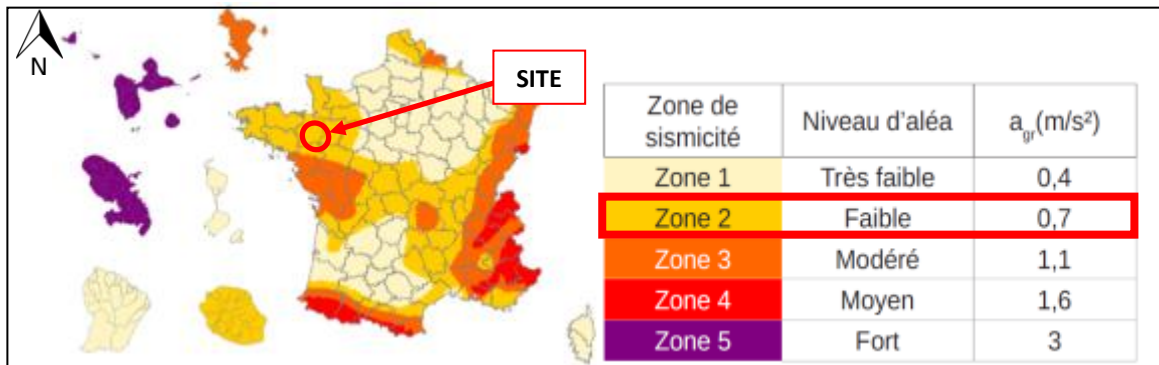 N
SITE
Zone de sismicité Niveau d'aléa a_gr(m/s²)
Zone 1 Très faible 0,4
Zone 2 Faible 0,7
Zone 3 Modéré 1,1
Zone 4 Moyen 1,6
Zone 5 Fort 3